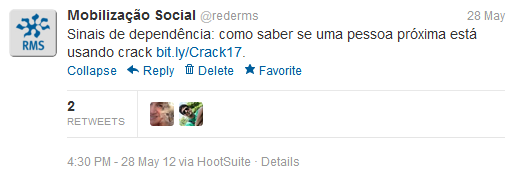 Mobilização Social @rederms 28 May
Sinais de dependência: como saber se uma pessoa próxima está
usando crack bit.ly/Crack17.
RMS
Collapse Reply Delete Favorite
2
RETWEETS
4:30 PM - 28 May 12 via HootSuite · Details